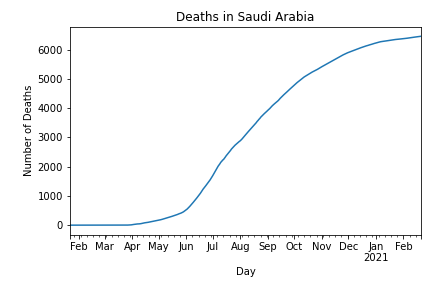 Deaths in Saudi Arabia
Number of Deaths
6000
5000
4000
3000
2000
1000
0
Feb Mar Apr May Jun Jul Aug Sep Oct Nov Dec Jan Feb
2021
Day